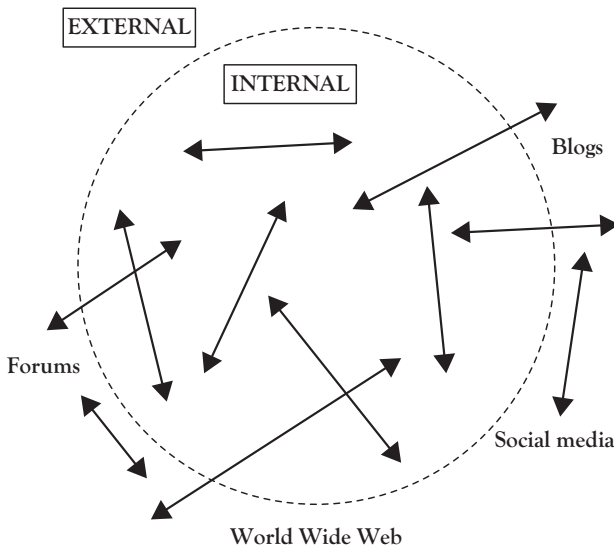 EXTERNAL
INTERNAL
Blogs
Forums
Social media
World Wide Web